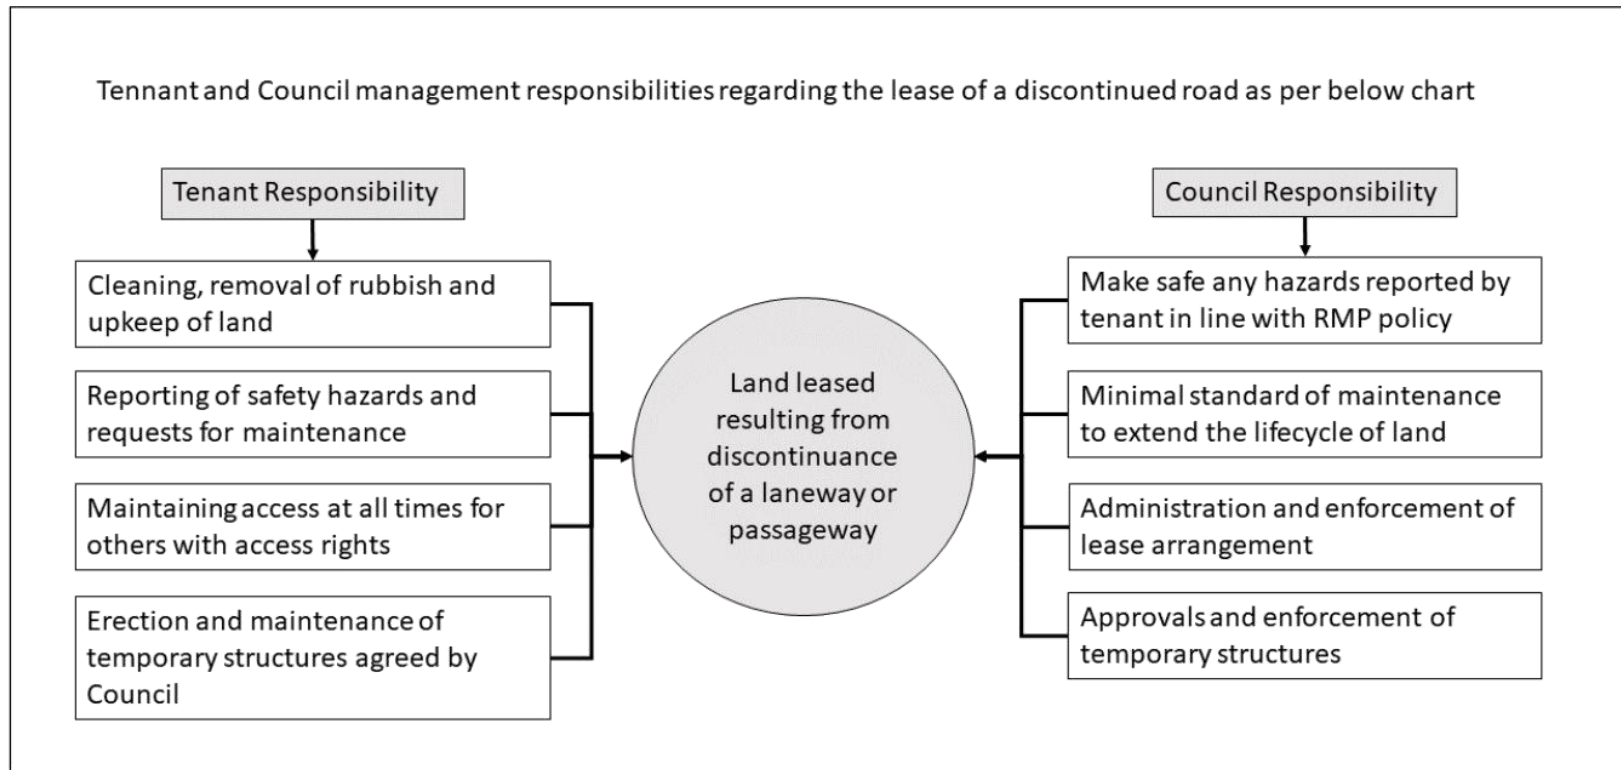 Tennant and Council management responsibilities regarding the lease of a discontinued road as per below chart
Tenant Responsibility
Cleaning, removal of rubbish and
upkeep of land
Reporting of safety hazards and
requests for maintenance
Maintaining access at all times for
others with access rights
Erection and maintenance of
temporary structures agreed by
Council
Land leased
resulting from
discontinuance
of a laneway or
passageway
Council Responsibility
Make safe any hazards reported by
tenant in line with RMP policy
Minimal standard of maintenance
to extend the lifecycle of land
Administration and enforcement of
lease arrangement
Approvals and enforcement of
temporary structures